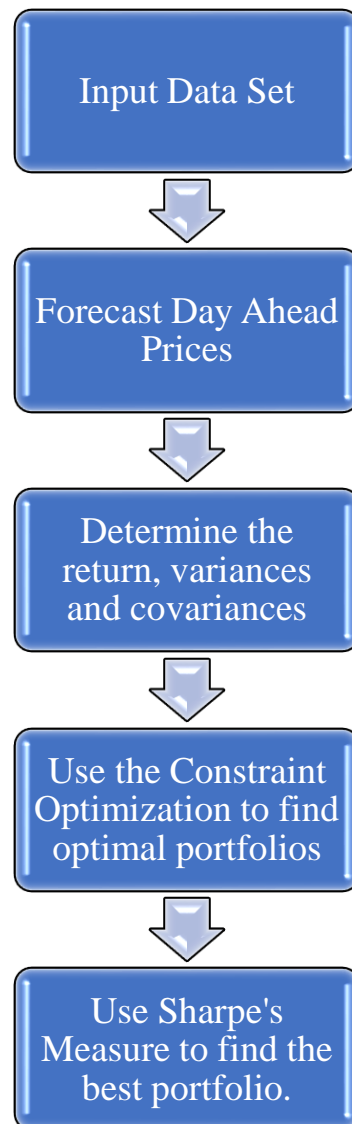 Input Data Set
Forecast Day Ahead
Prices
Determine the
return, variances
and covariances
Use the Constraint
Optimization to find
optimal portfolios
Use Sharpe's
Measure to find the
best portfolio.